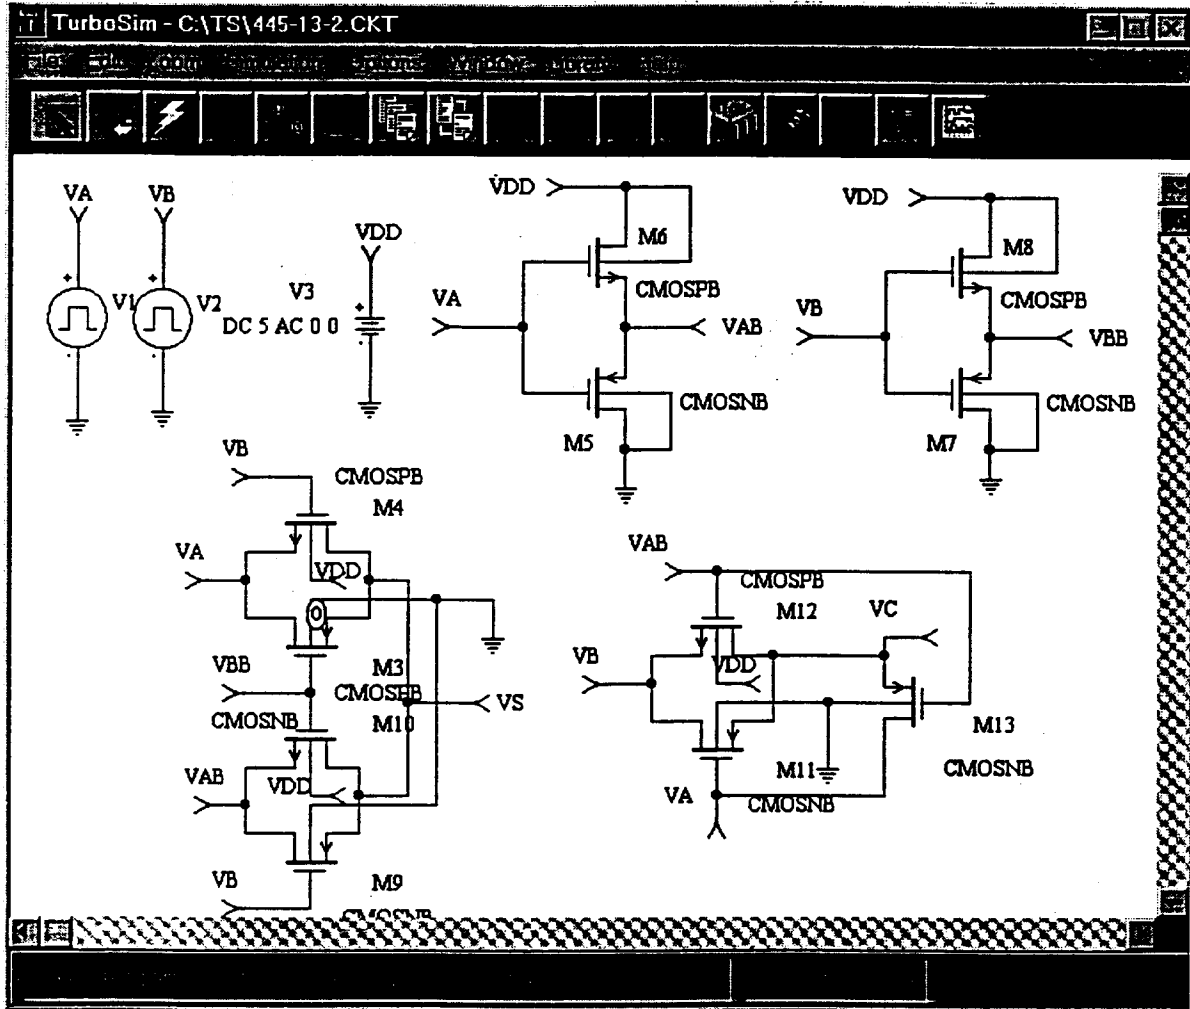 TurboSim - C:\TS\445-13-2.CKT
VA
VB
VDD
V1
V2
V3
DC 5 AC 0 0
VDD
M6
CMOSPB
VA
VAB
CMOSNB
M5
VDD
M8
CMOSPB
VB
VBB
CMOSNB
M7
VB
CMOSPB
M4
VA
VDD
0
M3
VBB
CMOSNB
M10
VS
VAB
VDD
VB
M9
CMOSNB
VAB
CMOSPB
M12
VC
VB
VDD
M13
CMOSNB
M11
VA
CMOSNB